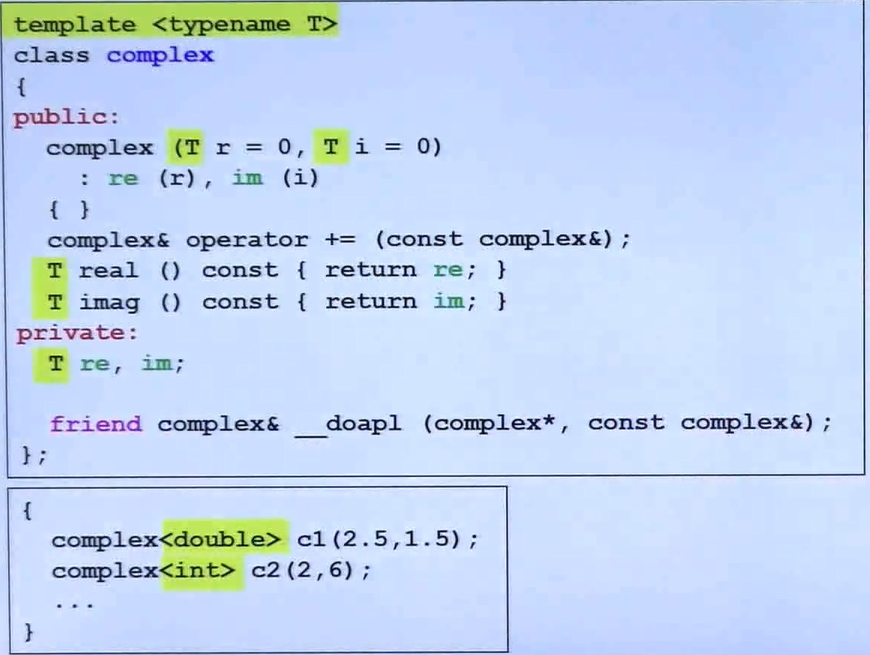 template <typename T>
class complex
{
public:
  complex (T r = 0, T i = 0)
    : re (r), im (i)
  { }
  complex& operator += (const complex&);
  T real () const { return re; }
  T imag () const { return im; }
private:
  T re, im;
  friend complex& __doapl (complex*, const complex&);
};
{
  complex<double> c1(2.5,1.5);
  complex<int> c2(2,6);
  ...
}